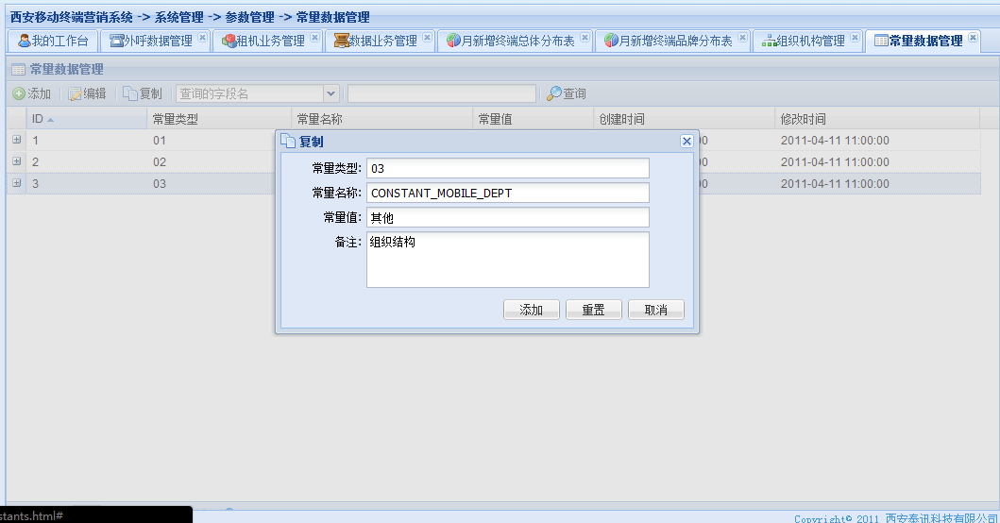 西安移动终端营销系统 -> 系统管理 -> 参数管理 -> 常量数据管理
我的工作台 外呼数据管理 租机业务管理 数据业务管理 月新增终端总体分布表 月新增终端品牌分布表 组织机构管理 常量数据管理
常量数据管理
添加 编辑 复制 查询的字段名 查询
ID 常量类型 常量名称 常量值 创建时间 修改时间
1 01 00 2011-04-11 11:00:00
2 02 00 2011-04-11 11:00:00
3 03 00 2011-04-11 11:00:00
复制
常量类型: 03
常量名称: CONSTANT_MOBILE_DEPT
常量值: 其他
备注: 组织结构
添加 重置 取消
stants.html#
Copyright© 2011 西安泰讯科技有限公司